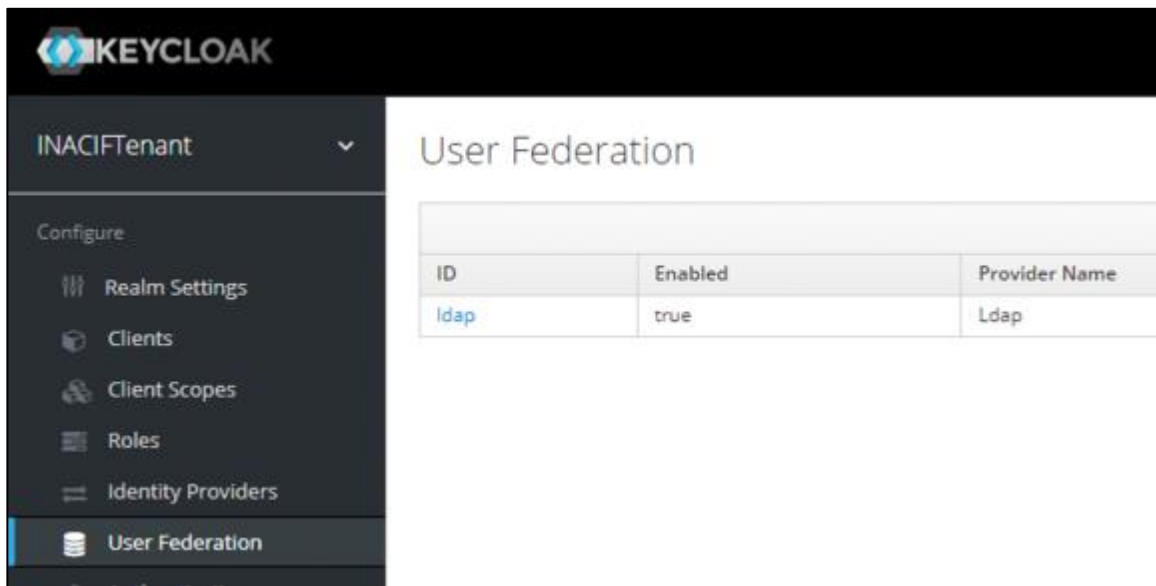 KEYCLOAK
INACIFTenant
User Federation
Configure
Realm Settings
Clients
Client Scopes
Roles
Identity Providers
User Federation
ID Enabled Provider Name
ldap true Ldap